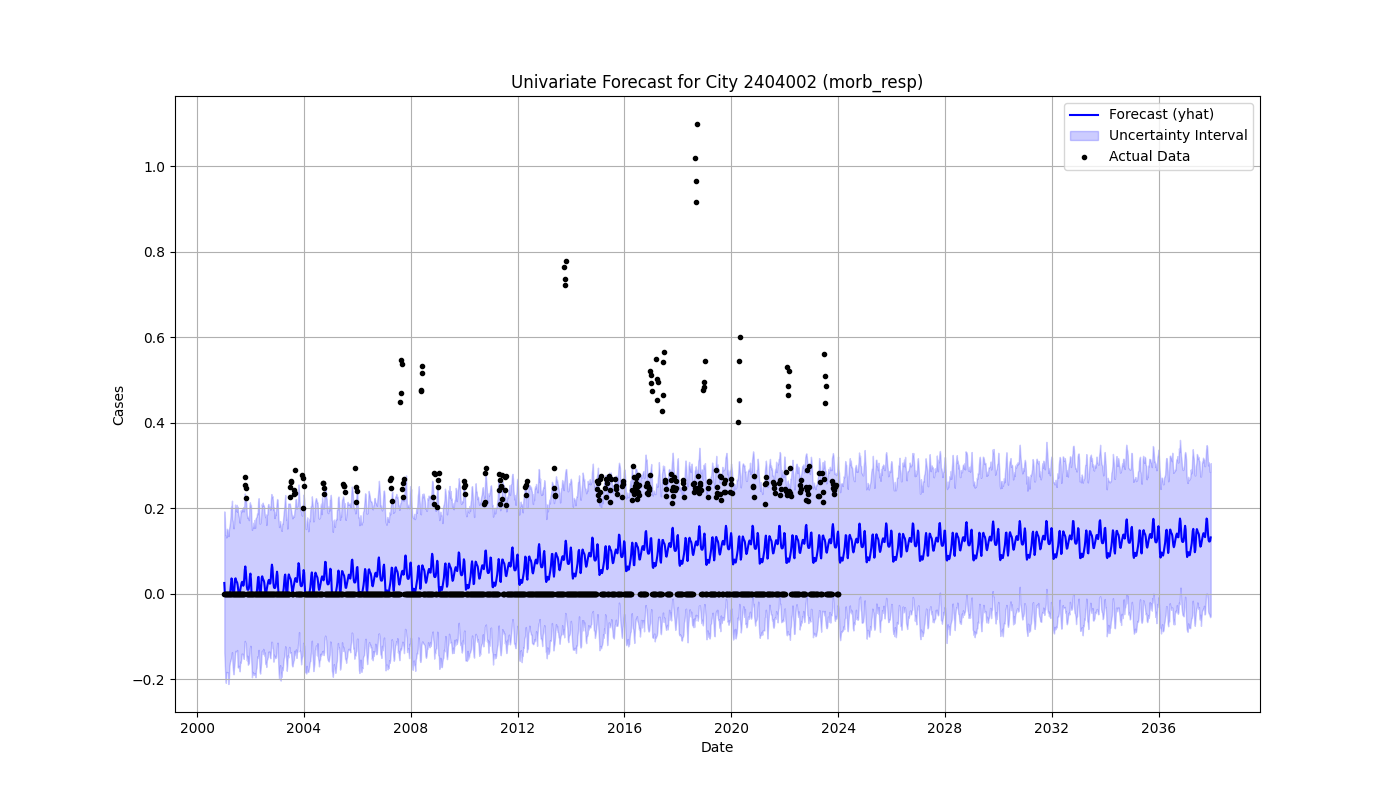 Univariate Forecast for City 2404002 (morb_resp)
Forecast (yhat)
Uncertainty Interval
Actual Data
Cases
1.0
0.8
0.6
0.4
0.2
0.0
−0.2
2000 2004 2008 2012 2016 2020 2024 2028 2032 2036
Date